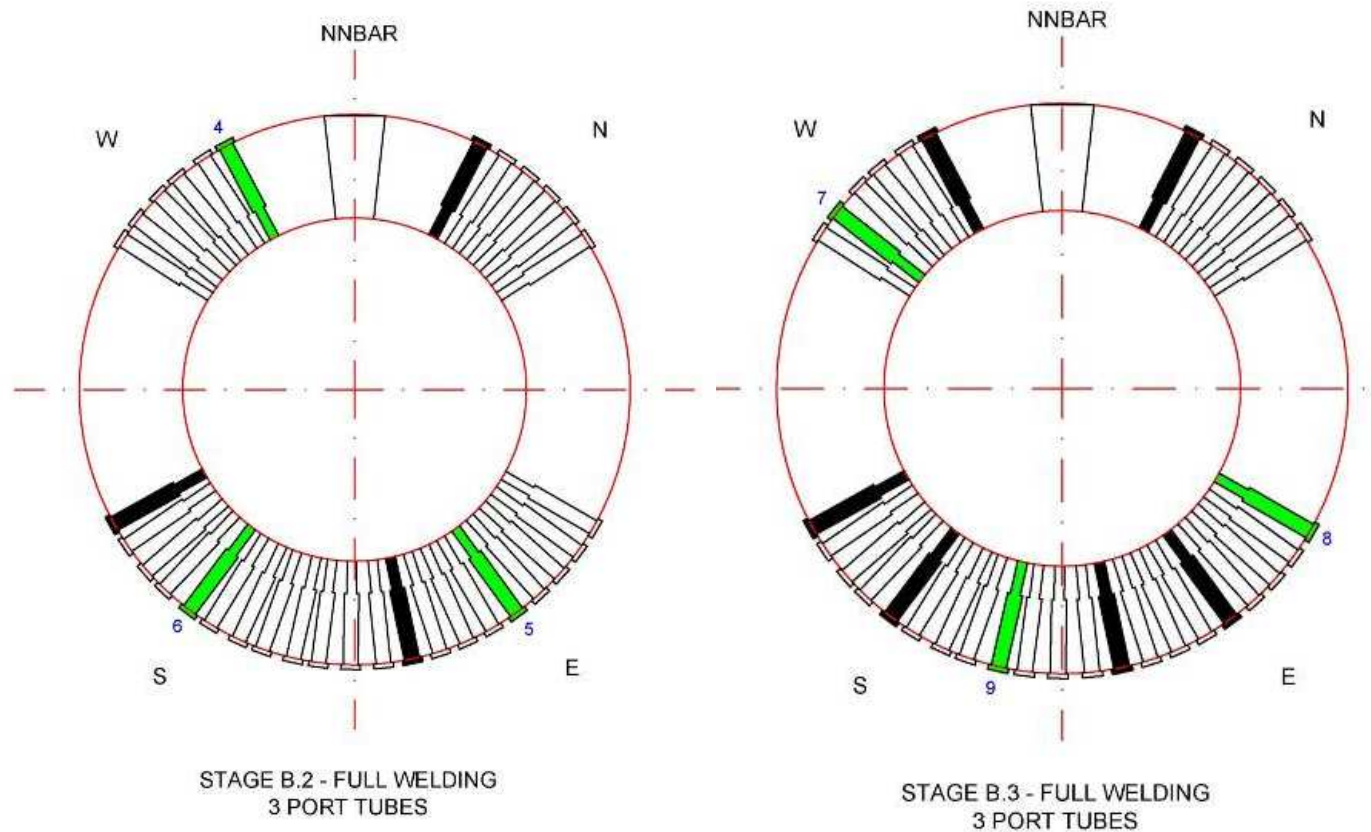 NNBAR
W
4
N
6
5
S
E
STAGE B.2 - FULL WELDING
3 PORT TUBES
NNBAR
W
N
7
8
S
9
E
STAGE B.3 - FULL WELDING
3 PORT TUBES